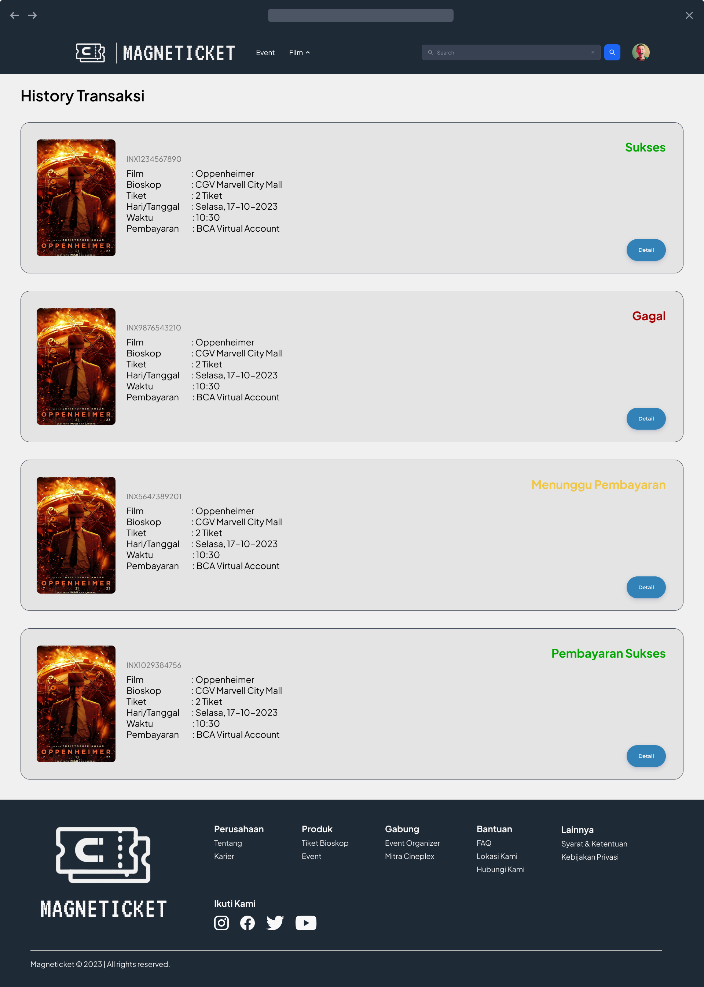 MAGNETICKET
Event Film
Search
History Transaksi
Sukses
INX1234567890
Film : Oppenheimer
Bioskop : CGV Marvell City Mall
Tiket : 2 Tiket
Hari/Tanggal : Selasa, 17-10-2023
Waktu : 10:30
Pembayaran : BCA Virtual Account
OPPENHEIMER
Detail
Gagal
INX9876543210
Film : Oppenheimer
Bioskop : CGV Marvell City Mall
Tiket : 2 Tiket
Hari/Tanggal : Selasa, 17-10-2023
Waktu : 10:30
Pembayaran : BCA Virtual Account
OPPENHEIMER
Detail
Menunggu Pembayaran
INX5647389201
Film : Oppenheimer
Bioskop : CGV Marvell City Mall
Tiket : 2 Tiket
Hari/Tanggal : Selasa, 17-10-2023
Waktu : 10:30
Pembayaran : BCA Virtual Account
OPPENHEIMER
Detail
Pembayaran Sukses
INX1029384756
Film : Oppenheimer
Bioskop : CGV Marvell City Mall
Tiket : 2 Tiket
Hari/Tanggal : Selasa, 17-10-2023
Waktu : 10:30
Pembayaran : BCA Virtual Account
OPPENHEIMER
Detail
MAGNETICKET
Perusahaan
Tentang
Karier
Produk
Tiket Bioskop
Event
Gabung
Event Organizer
Mitra Cineplex
Bantuan
FAQ
Lokasi Kami
Hubungi Kami
Lainnya
Syarat & Ketentuan
Kebijakan Privasi
Ikuti Kami
Magneticket © 2023 | All rights reserved.